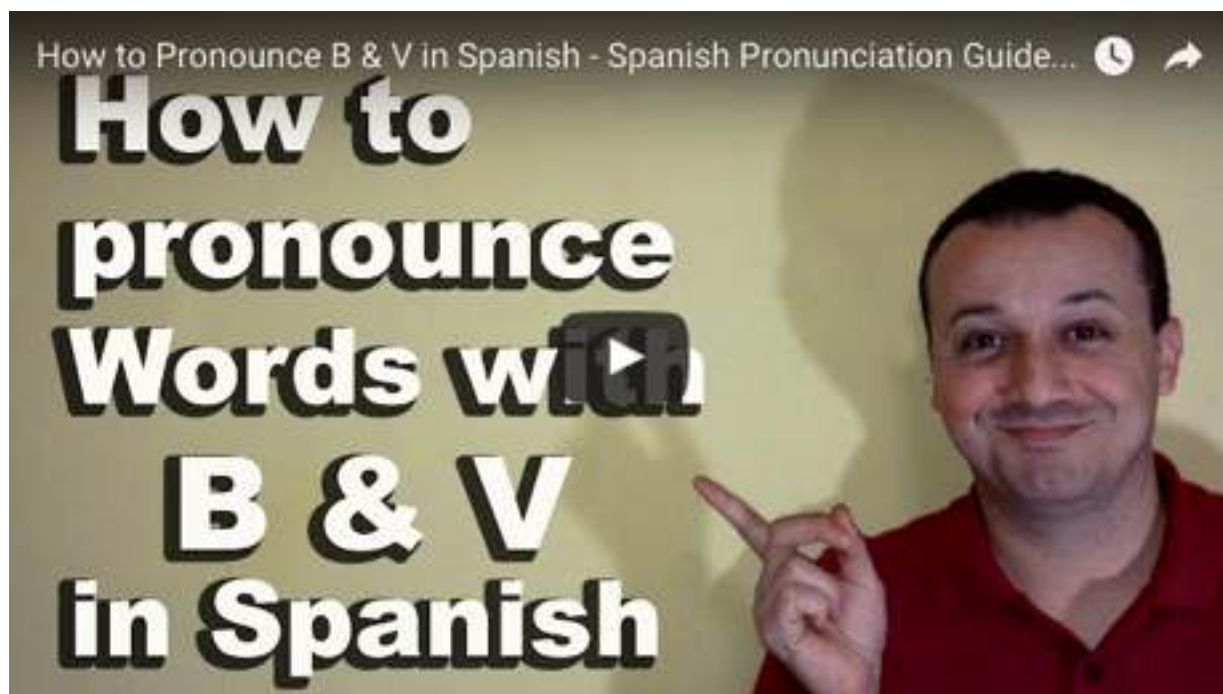 How to Pronounce B & V in Spanish - Spanish Pronunciation Guide...
How to
pronounce
Words with
B & V
in Spanish